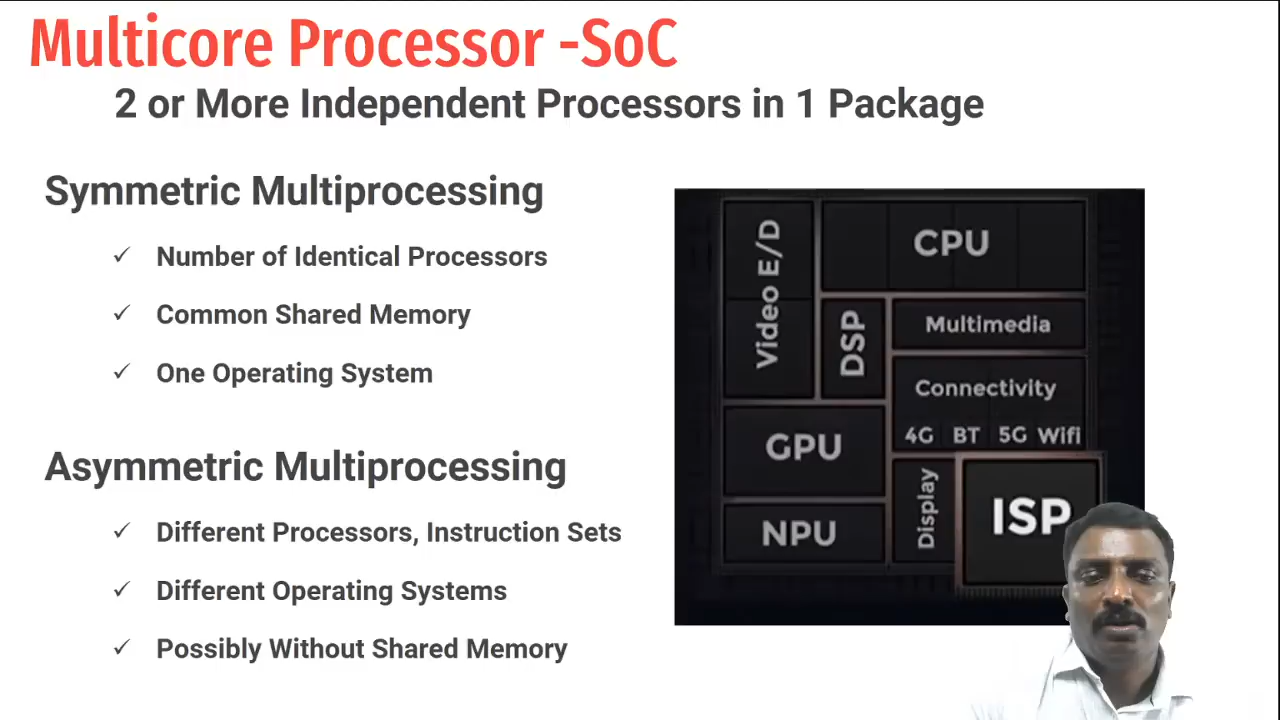 Multicore Processor -SoC
2 or More Independent Processors in 1 Package
Symmetric Multiprocessing
✓ Number of Identical Processors
✓ Common Shared Memory
✓ One Operating System
Asymmetric Multiprocessing
✓ Different Processors, Instruction Sets
✓ Different Operating Systems
✓ Possibly Without Shared Memory
Video E/D
CPU
DSP
Multimedia
Connectivity
4G BT 5G Wifi
GPU
NPU
Display
ISP